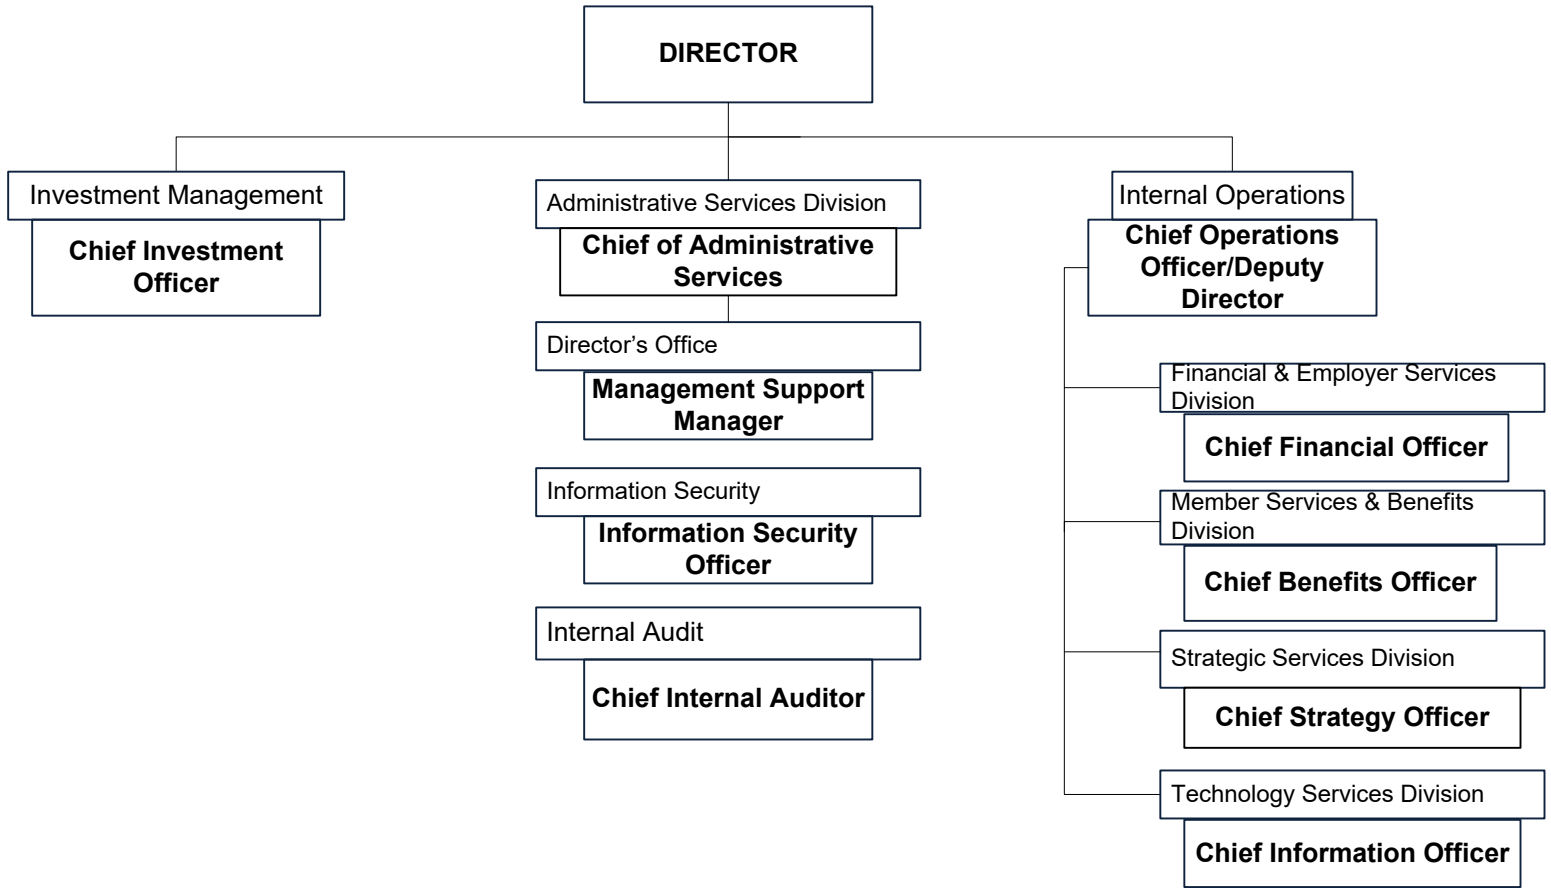 DIRECTOR
Investment Management
Chief Investment
Officer
Administrative Services Division
Chief of Administrative
Services
Director’s Office
Management Support
Manager
Information Security
Information Security
Officer
Internal Audit
Chief Internal Auditor
Internal Operations
Chief Operations
Officer/Deputy
Director
Financial & Employer Services
Division
Chief Financial Officer
Member Services & Benefits
Division
Chief Benefits Officer
Strategic Services Division
Chief Strategy Officer
Technology Services Division
Chief Information Officer